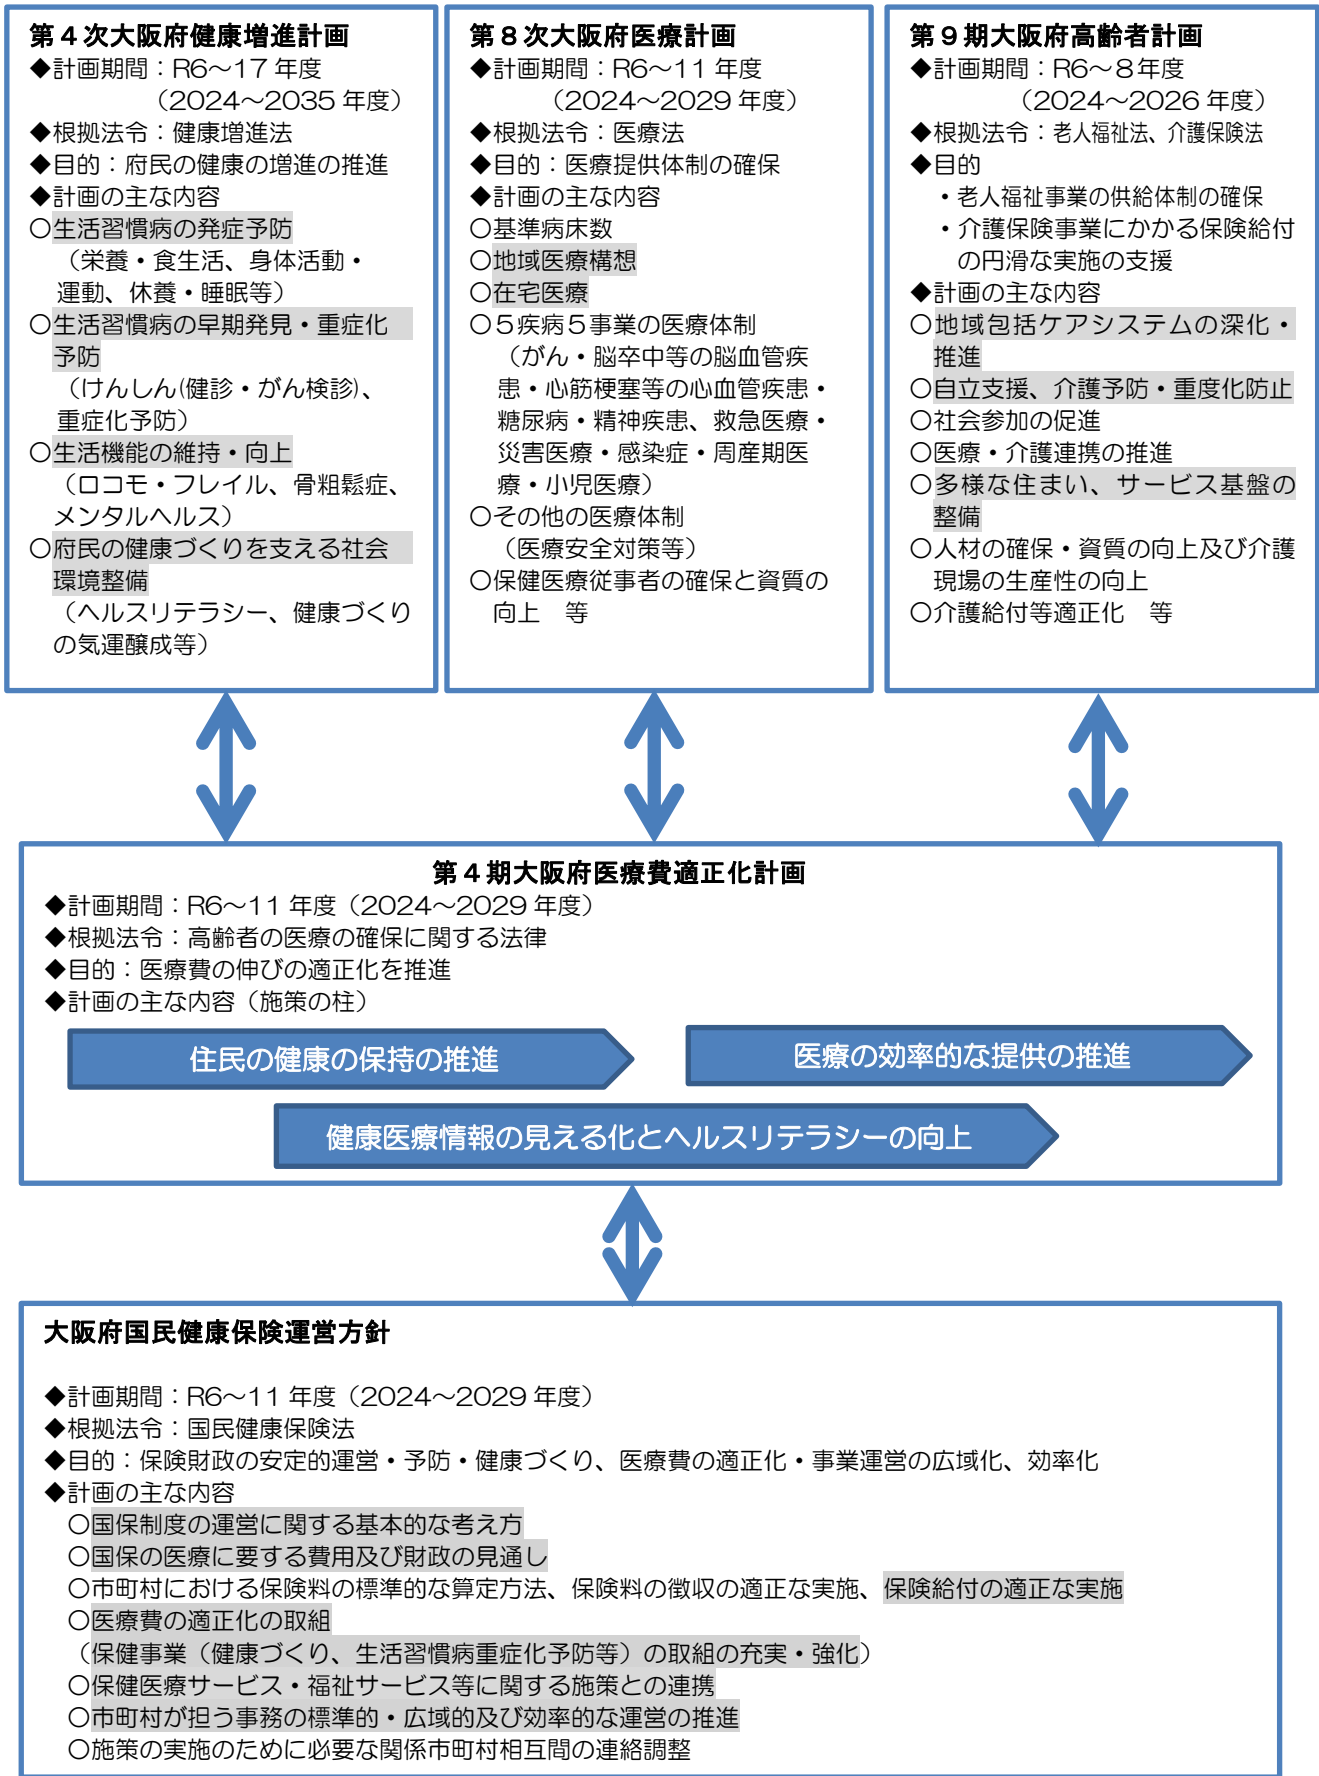 第４次大阪府健康増進計画
◆計画期間：R6～17 年度
（2024～2035 年度）
◆根拠法令：健康増進法
◆目的：府民の健康の増進の推進
◆計画の主な内容
〇生活習慣病の発症予防
（栄養・食生活、身体活動・
運動、休養・睡眠等）
〇生活習慣病の早期発見・重症化
予防
（けんしん(健診・がん検診)、
重症化予防）
〇生活機能の維持・向上
（ロコモ・フレイル、骨粗鬆症、
メンタルヘルス）
〇府民の健康づくりを支える社会
環境整備
（ヘルスリテラシー、健康づくり
の気運醸成等）
第８次大阪府医療計画
◆計画期間：R6～11 年度
（2024～2029 年度）
◆根拠法令：医療法
◆目的：医療提供体制の確保
◆計画の主な内容
〇基準病床数
〇地域医療構想
〇在宅医療
〇５疾病５事業の医療体制
（がん・脳卒中等の脳血管疾
患・心筋梗塞等の心血管疾患・
糖尿病・精神疾患、救急医療・
災害医療・感染症・周産期医
療・小児医療）
〇その他の医療体制
（医療安全対策等）
〇保健医療従事者の確保と資質の
向上　等
第９期大阪府高齢者計画
◆計画期間：R6～８年度
（2024～2026 年度）
◆根拠法令：老人福祉法、介護保険法
◆目的
・老人福祉事業の供給体制の確保
・介護保険事業にかかる保険給付
の円滑な実施の支援
◆計画の主な内容
〇地域包括ケアシステムの深化・
推進
〇自立支援、介護予防・重度化防止
〇社会参加の促進
〇医療・介護連携の推進
〇多様な住まい、サービス基盤の
整備
〇人材の確保・資質の向上及び介護
現場の生産性の向上
〇介護給付等適正化　等
第４期大阪府医療費適正化計画
◆計画期間：R6～11 年度（2024～2029 年度）
◆根拠法令：高齢者の医療の確保に関する法律
◆目的：医療費の伸びの適正化を推進
◆計画の主な内容（施策の柱）
住民の健康の保持の推進
医療の効率的な提供の推進
健康医療情報の見える化とヘルスリテラシーの向上
大阪府国民健康保険運営方針
◆計画期間：R6～11 年度（2024～2029 年度）
◆根拠法令：国民健康保険法
◆目的：保険財政の安定的運営・予防・健康づくり、医療費の適正化・事業運営の広域化、効率化
◆計画の主な内容
〇国保制度の運営に関する基本的な考え方
〇国保の医療に要する費用及び財政の見通し
〇市町村における保険料の標準的な算定方法、保険料の徴収の適正な実施、保険給付の適正な実施
〇医療費の適正化の取組
（保健事業（健康づくり、生活習慣病重症化予防等）の取組の充実・強化）
〇保健医療サービス・福祉サービス等に関する施策との連携
〇市町村が担う事務の標準的・広域的及び効率的な運営の推進
〇施策の実施のために必要な関係市町村相互間の連絡調整